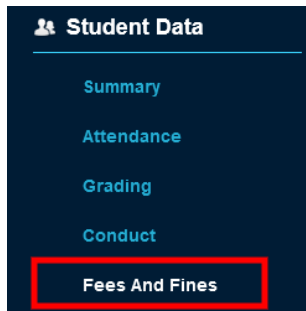 Student Data
Summary
Attendance
Grading
Conduct
Fees And Fines